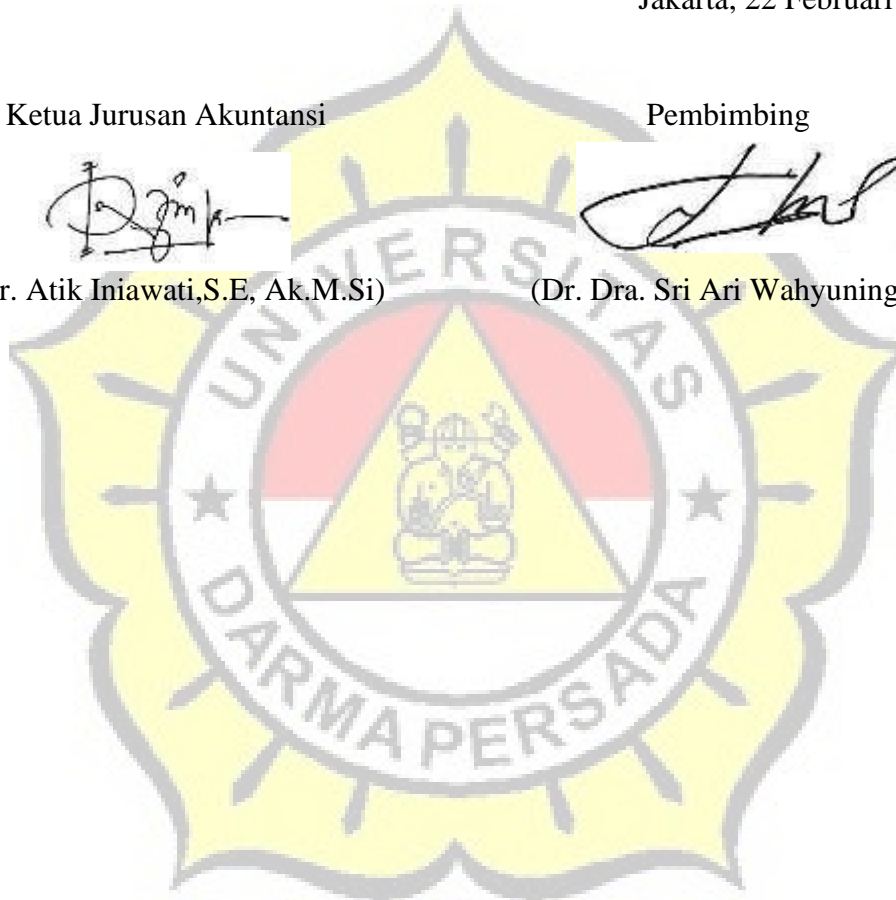 Jakarta, 22 Februari
Ketua Jurusan Akuntansi Pembimbing
r. Atik Iniawati,S.E, Ak.M.Si) (Dr. Dra. Sri Ari Wahyuning
UNIVERSITAS
DARMA PERSADA